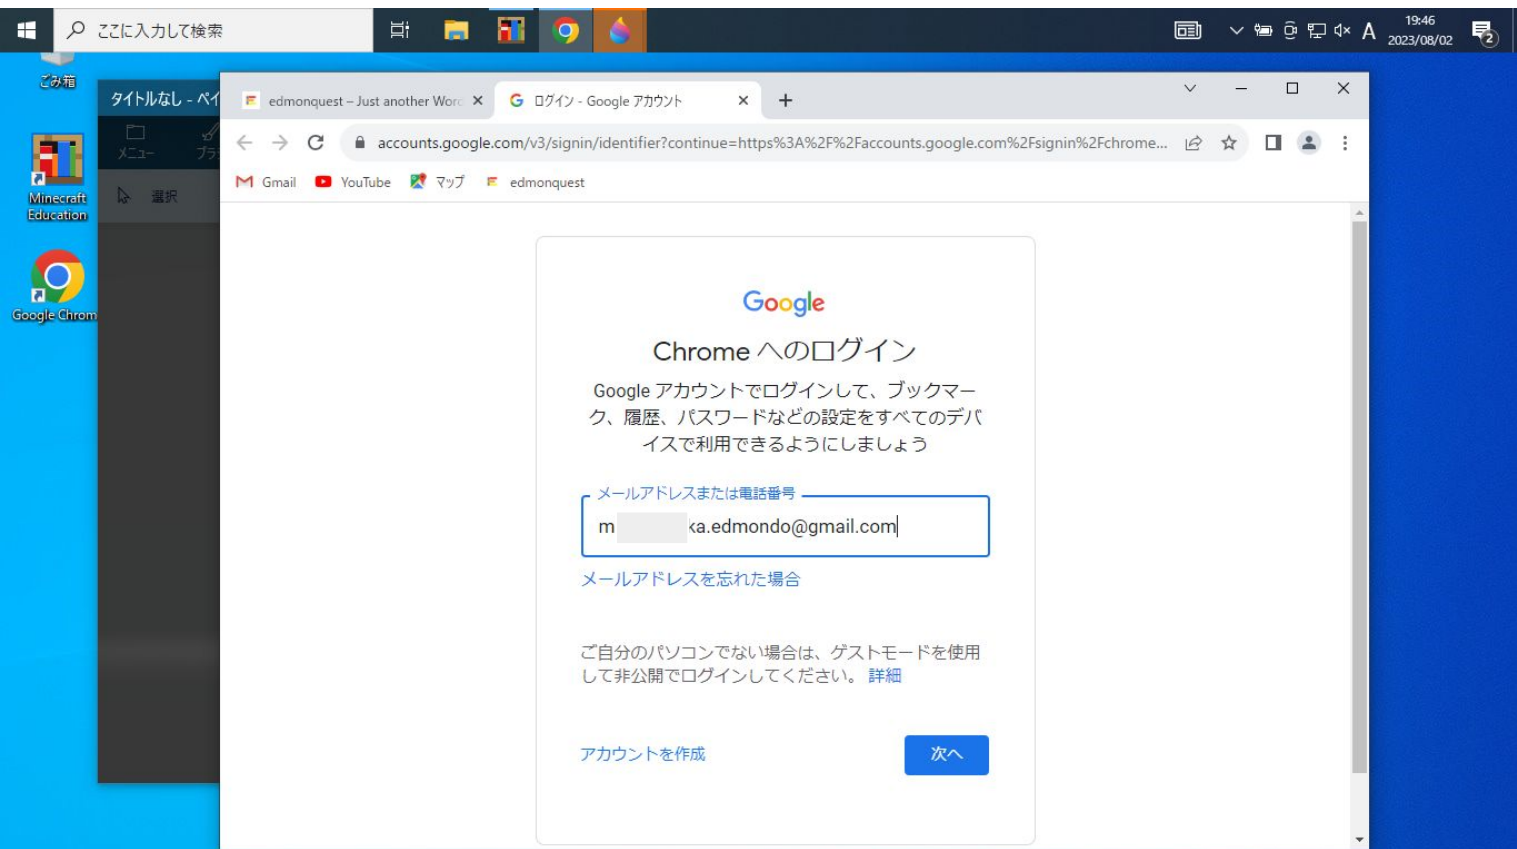 ここに入力して検索
A
19:46
2023/08/02
2
ごみ箱
Minecraft
Education
Google Chrom
タイトルなし - ペイ
メニュー
ブラ
選択
edmonquest – Just another Wor
ログイン - Google アカウント
accounts.google.com/v3/signin/identifier?continue=https%3A%2F%2Faccounts.google.com%2Fsignin%2Fchrome...
Gmail
YouTube
マップ
edmonquest
Google
Chrome へのログイン
Google アカウントでログインして、ブックマー
ク、履歴、パスワードなどの設定をすべてのデバ
イスで利用できるようにしましょう
メールアドレスまたは電話番号
m ka.edmondo@gmail.com
メールアドレスを忘れた場合
ご自分のパソコンでない場合は、ゲストモードを使用
して非公開でログインしてください。 詳細
アカウントを作成
次へ